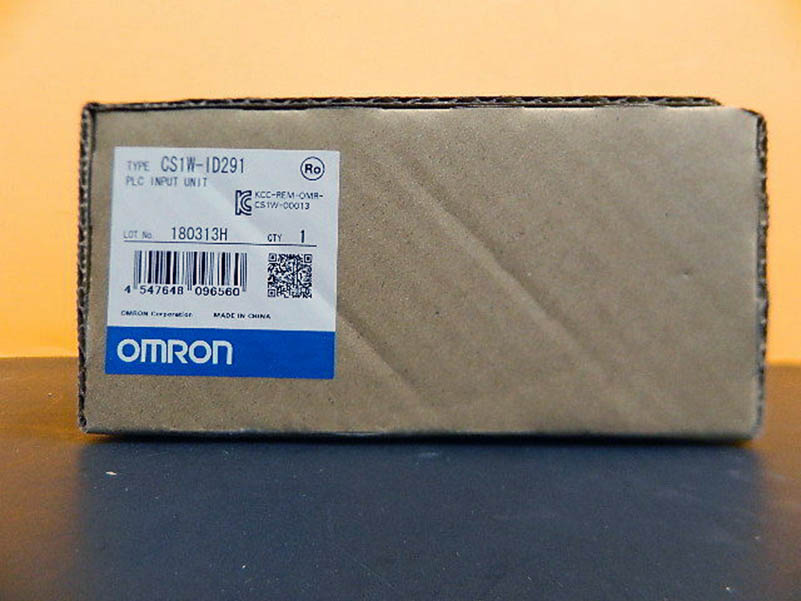 TYPE CS1W-ID291
Ro
PLC INPUT UNIT
KCC-REM-OMR-
CS1W-00013
LOT No. 180313H QTY 1
4 547648 096560
OMRON Corporation MADE IN CHINA
OMRON